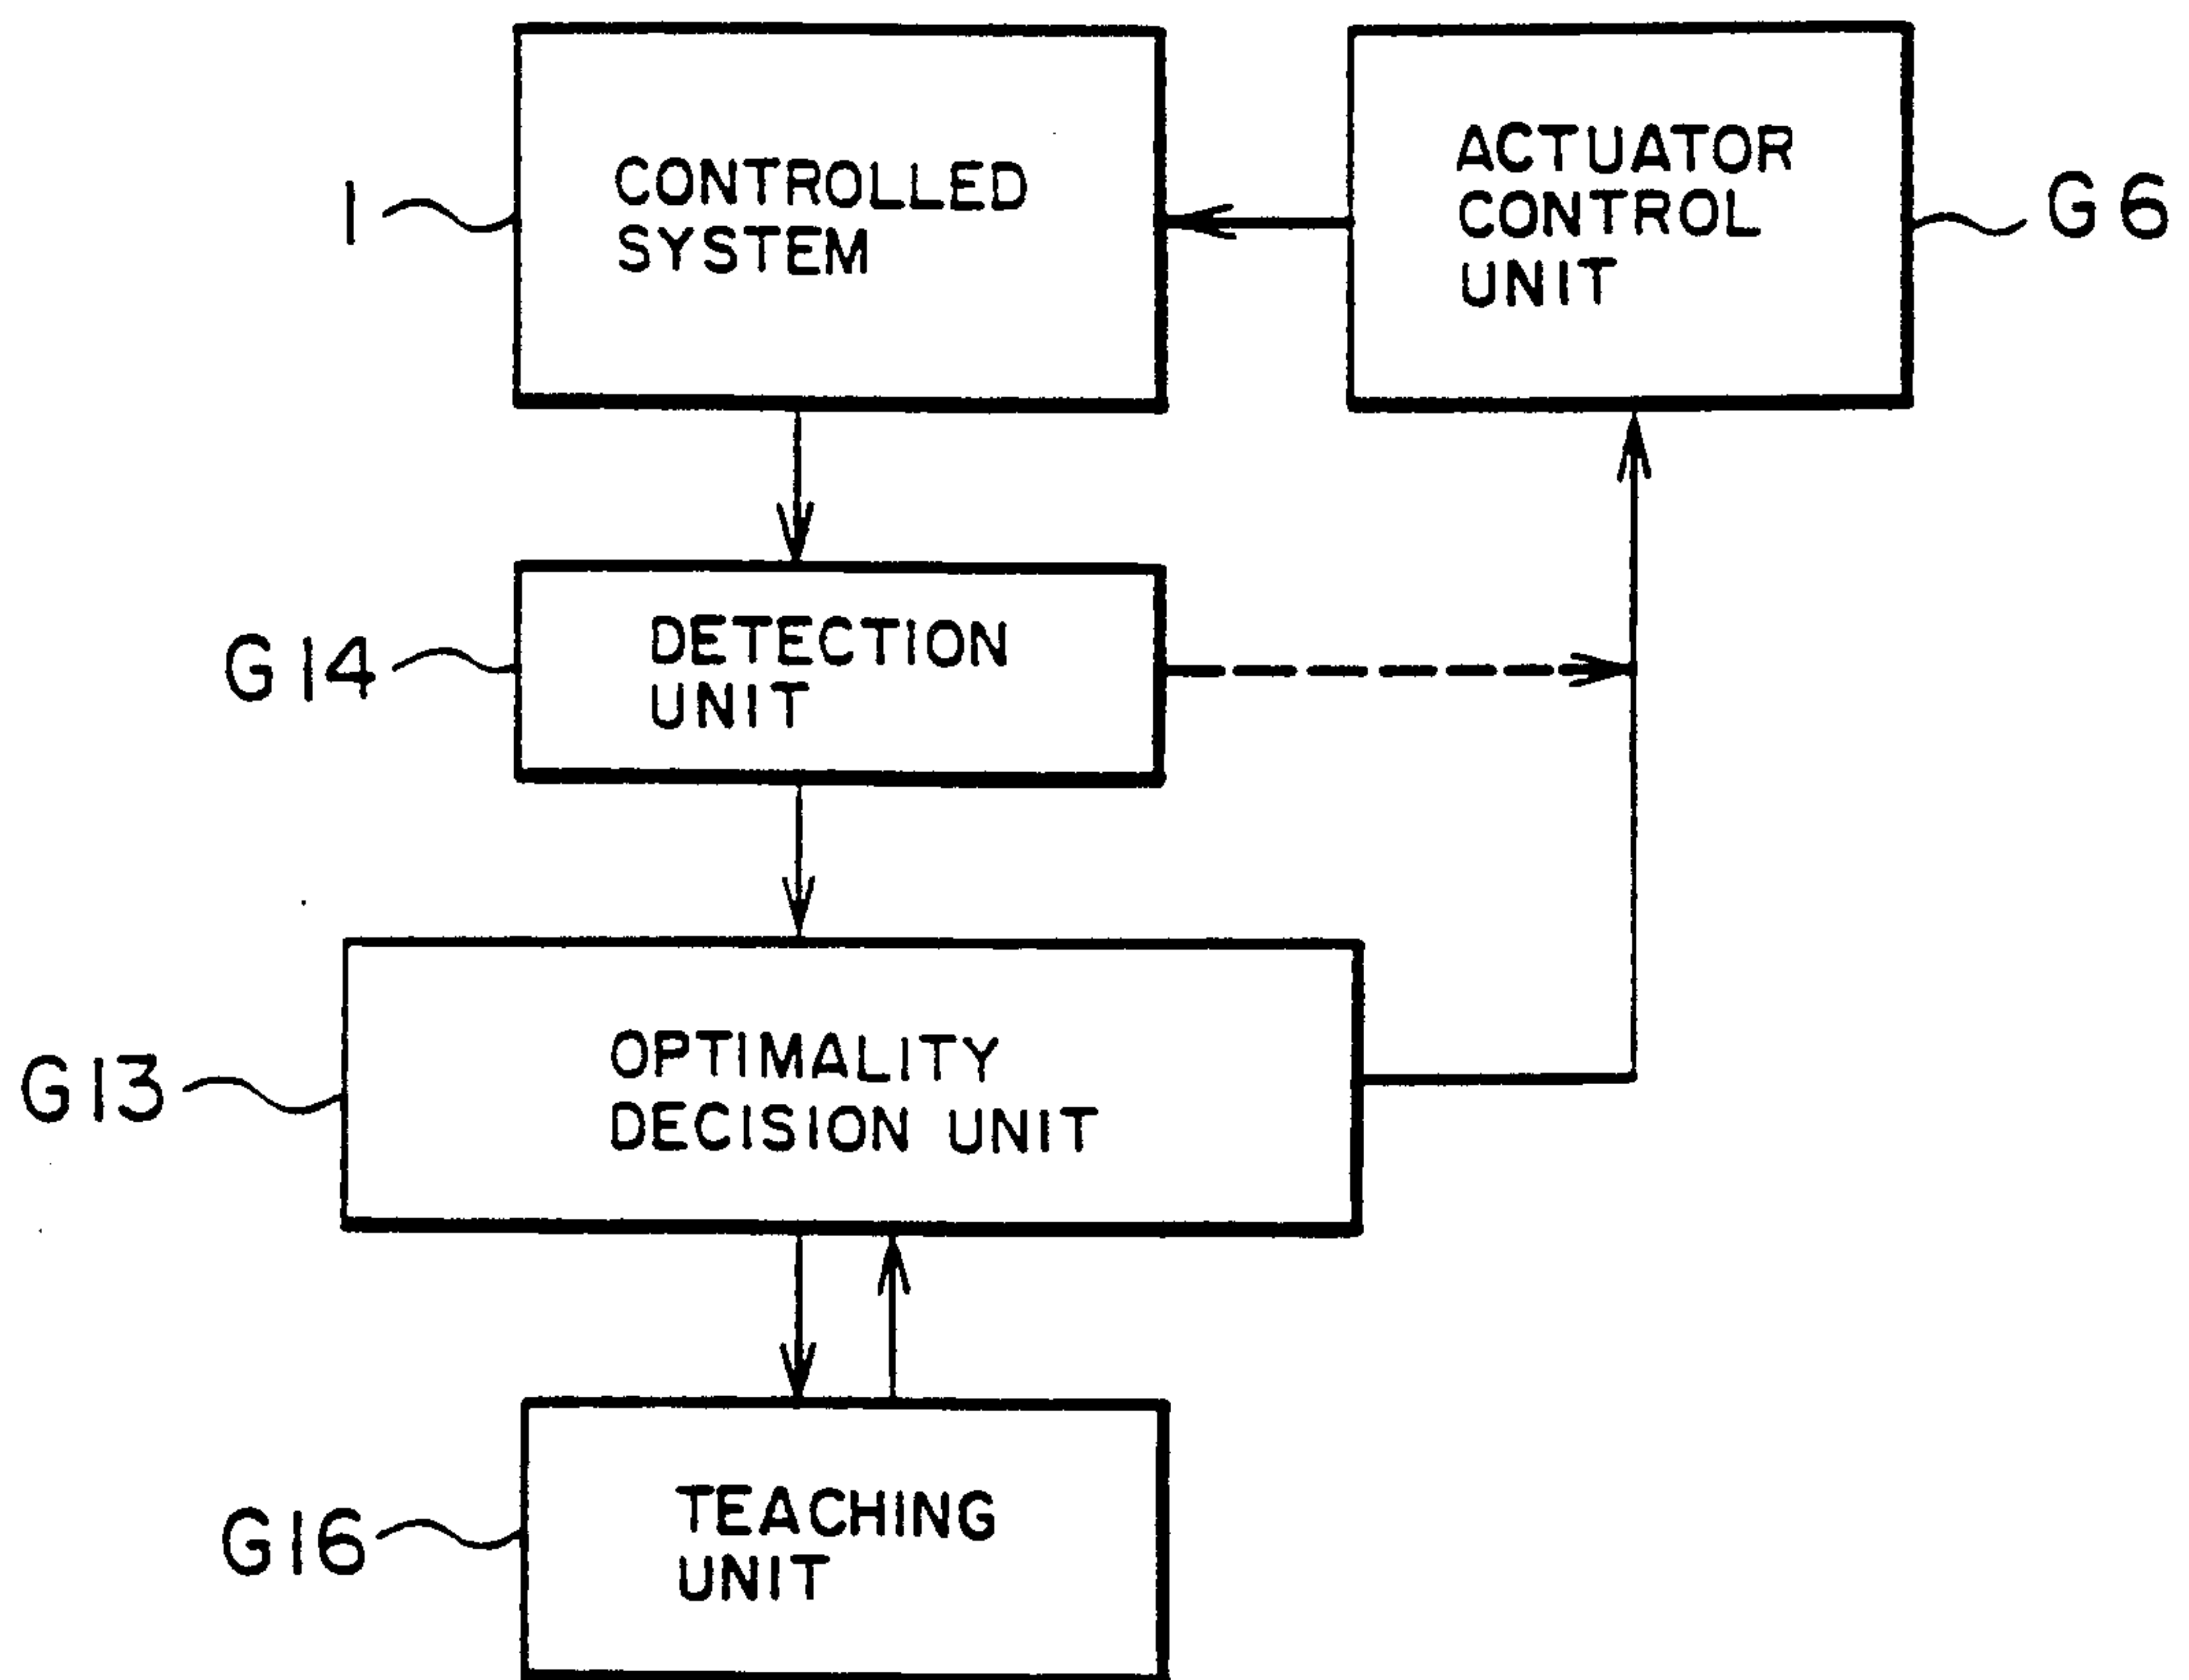 CONTROLLED
SYSTEM
ACTUATOR
CONTROL
UNIT
1
G6
DETECTION
UNIT
G14
OPTIMALITY
DECISION UNIT
G13
TEACHING
UNIT
G16